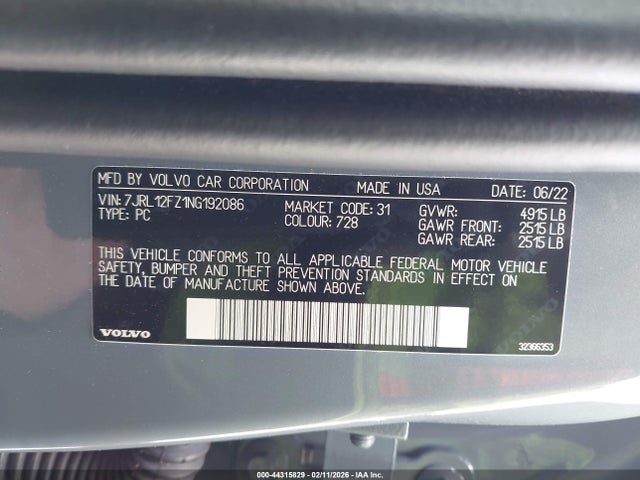 MFD BY VOLVO CAR CORPORATION MADE IN USA DATE: 06/22
VIN: 7JRL12FZ1NG192086 MARKET CODE: 31 GVWR: 4915 LB
TYPE: PC COLOUR: 728 GAWR FRONT: 2515 LB
GAWR REAR: 2515 LB
THIS VEHICLE CONFORMS TO ALL APPLICABLE FEDERAL MOTOR VEHICLE
SAFETY, BUMPER AND THEFT PREVENTION STANDARDS IN EFFECT ON
THE DATE OF MANUFACTURE SHOWN ABOVE.
VOLVO 32366353
000-44315829 - 02/11/2026 - IAA Inc.